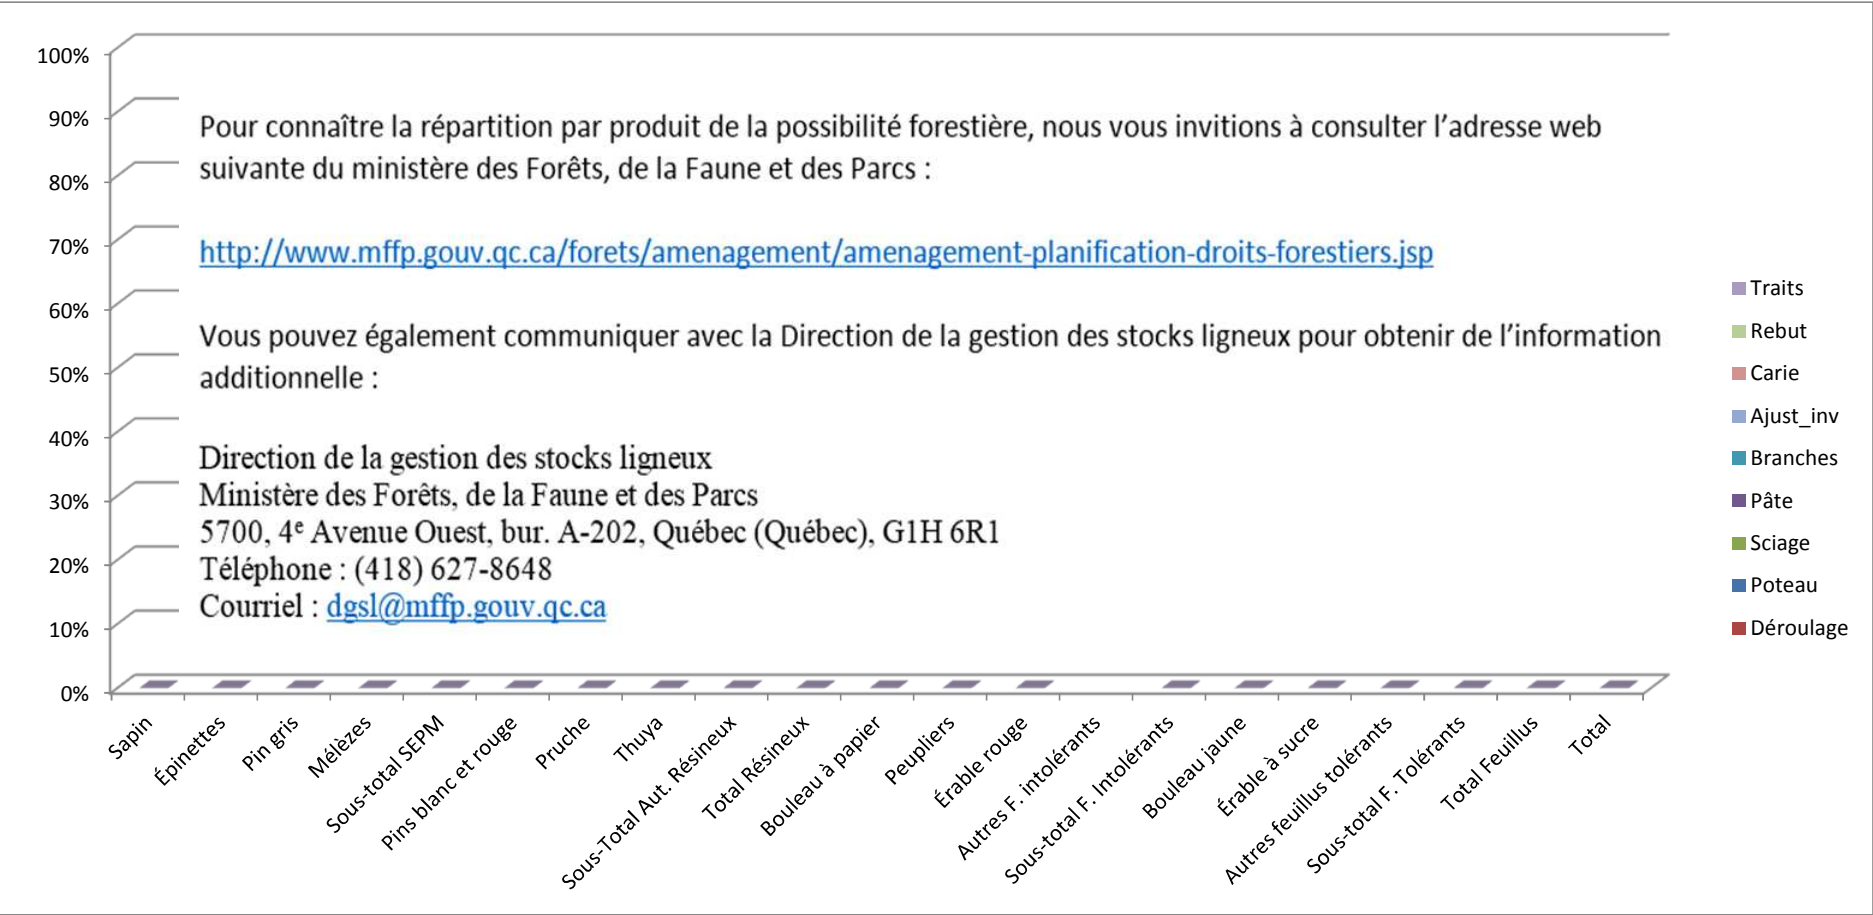 100%
90%
80%
70%
60%
50%
40%
30%
20%
10%
0%
Pour connaître la répartition par produit de la possibilité forestière, nous vous invitions à consulter l’adresse web
suivante du ministère des Forêts, de la Faune et des Parcs :
http://www.mffp.gouv.qc.ca/forets/amenagement/amenagement-planification-droits-forestiers.jsp
Vous pouvez également communiquer avec la Direction de la gestion des stocks ligneux pour obtenir de l’information
additionnelle :
Direction de la gestion des stocks ligneux
Ministère des Forêts, de la Faune et des Parcs
5700, 4e Avenue Ouest, bur. A-202, Québec (Québec), G1H 6R1
Téléphone : (418) 627-8648
Courriel : dgsl@mffp.gouv.qc.ca
Sapin
Épinettes
Pin gris
Mélèzes
Sous-total SEPM
Pins blanc et rouge
Pruche
Thuya
Sous-Total Aut. Résineux
Total Résineux
Bouleau à papier
Peupliers
Érable rouge
Autres F. intolérants
Sous-total F. Intolérants
Bouleau jaune
Érable à sucre
Autres feuillus tolérants
Sous-total F. Tolérants
Total Feuillus
Total
Traits
Rebut
Carie
Ajust_inv
Branches
Pâte
Sciage
Poteau
Déroulage